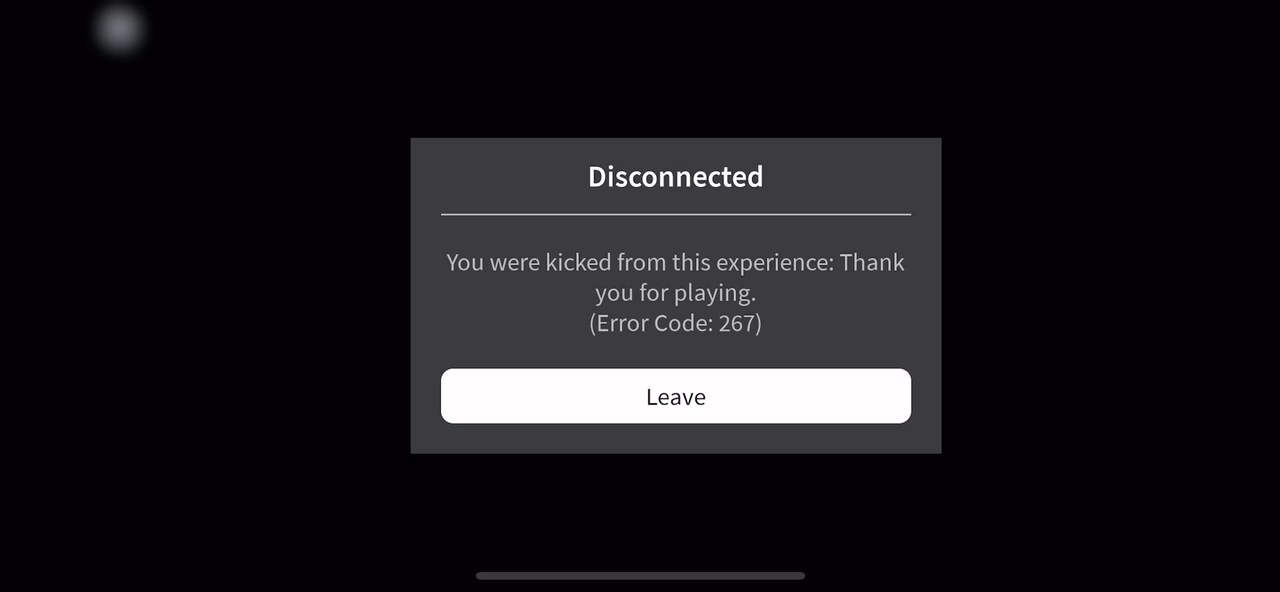 Disconnected
You were kicked from this experience: Thank
you for playing.
(Error Code: 267)
Leave